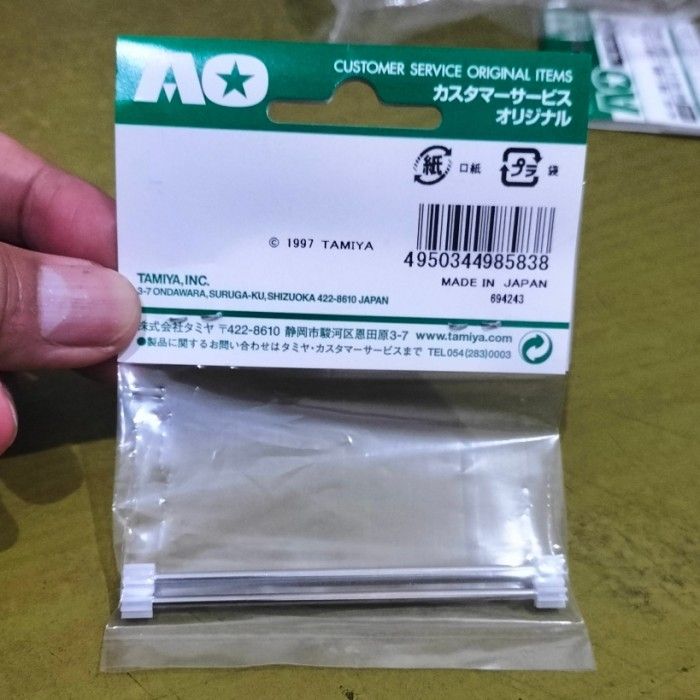 AO
CUSTOMER SERVICE ORIGINAL ITEMS
カスタマーサービス
オリジナル
紙 口紙 プラ 袋
© 1997 TAMIYA
4950344985838
MADE IN JAPAN
694243
TAMIYA, INC.
3-7 ONDAWARA, SURUGA-KU, SHIZUOKA 422-8610 JAPAN
株式会社タミヤ 〒422-8610 静岡市駿河区恩田原3-7 www.tamiya.com
●製品に関するお問い合わせはタミヤ・カスタマーサービスまで TEL054(283)0003
AO